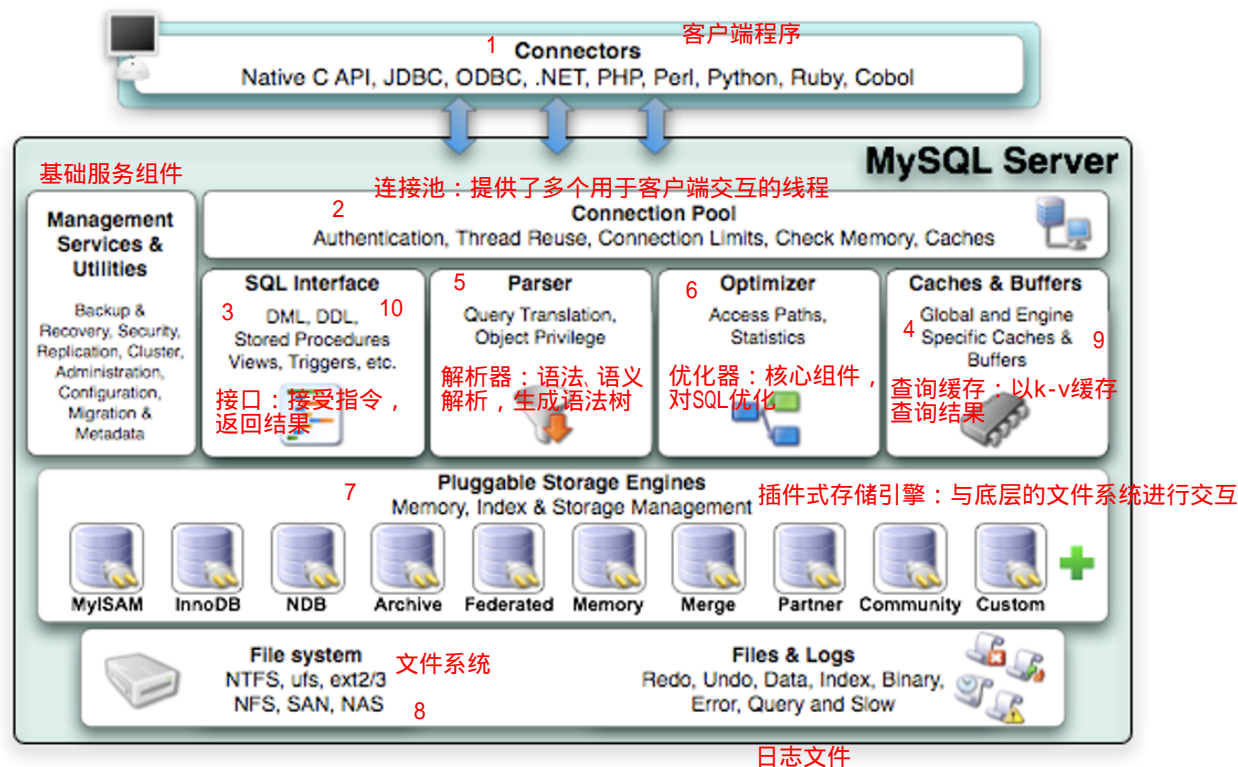 客户端程序
1
Connectors
Native C API, JDBC, ODBC, .NET, PHP, Perl, Python, Ruby, Cobol
MySQL Server
基础服务组件
Management
Services &
Utilities
Backup &
Recovery, Security,
Replication, Cluster,
Administration,
Configuration,
Migration &
Metadata
连接池：提供了多个用于客户端交互的线程
2
Connection Pool
Authentication, Thread Reuse, Connection Limits, Check Memory, Caches
SQL Interface
3
10
DML, DDL,
Stored Procedures
Views, Triggers, etc.
接口：接受指令，
返回结果
5
Parser
Query Translation,
Object Privilege
解析器：语法、语义
解析，生成语法树
6
Optimizer
Access Paths,
Statistics
优化器：核心组件，
对SQL优化
Caches & Buffers
Global and Engine
4
Specific Caches &
9
Buffers
查询缓存：以k-v缓存
查询结果
7
Pluggable Storage Engines
Memory, Index & Storage Management
插件式存储引擎：与底层的文件系统进行交互
MyISAM InnoDB NDB Archive Federated Memory Merge Partner Community Custom
File system
文件系统
NTFS, ufs, ext2/3
NFS, SAN, NAS
8
Files & Logs
Redo, Undo, Data, Index, Binary,
Error, Query and Slow
日志文件